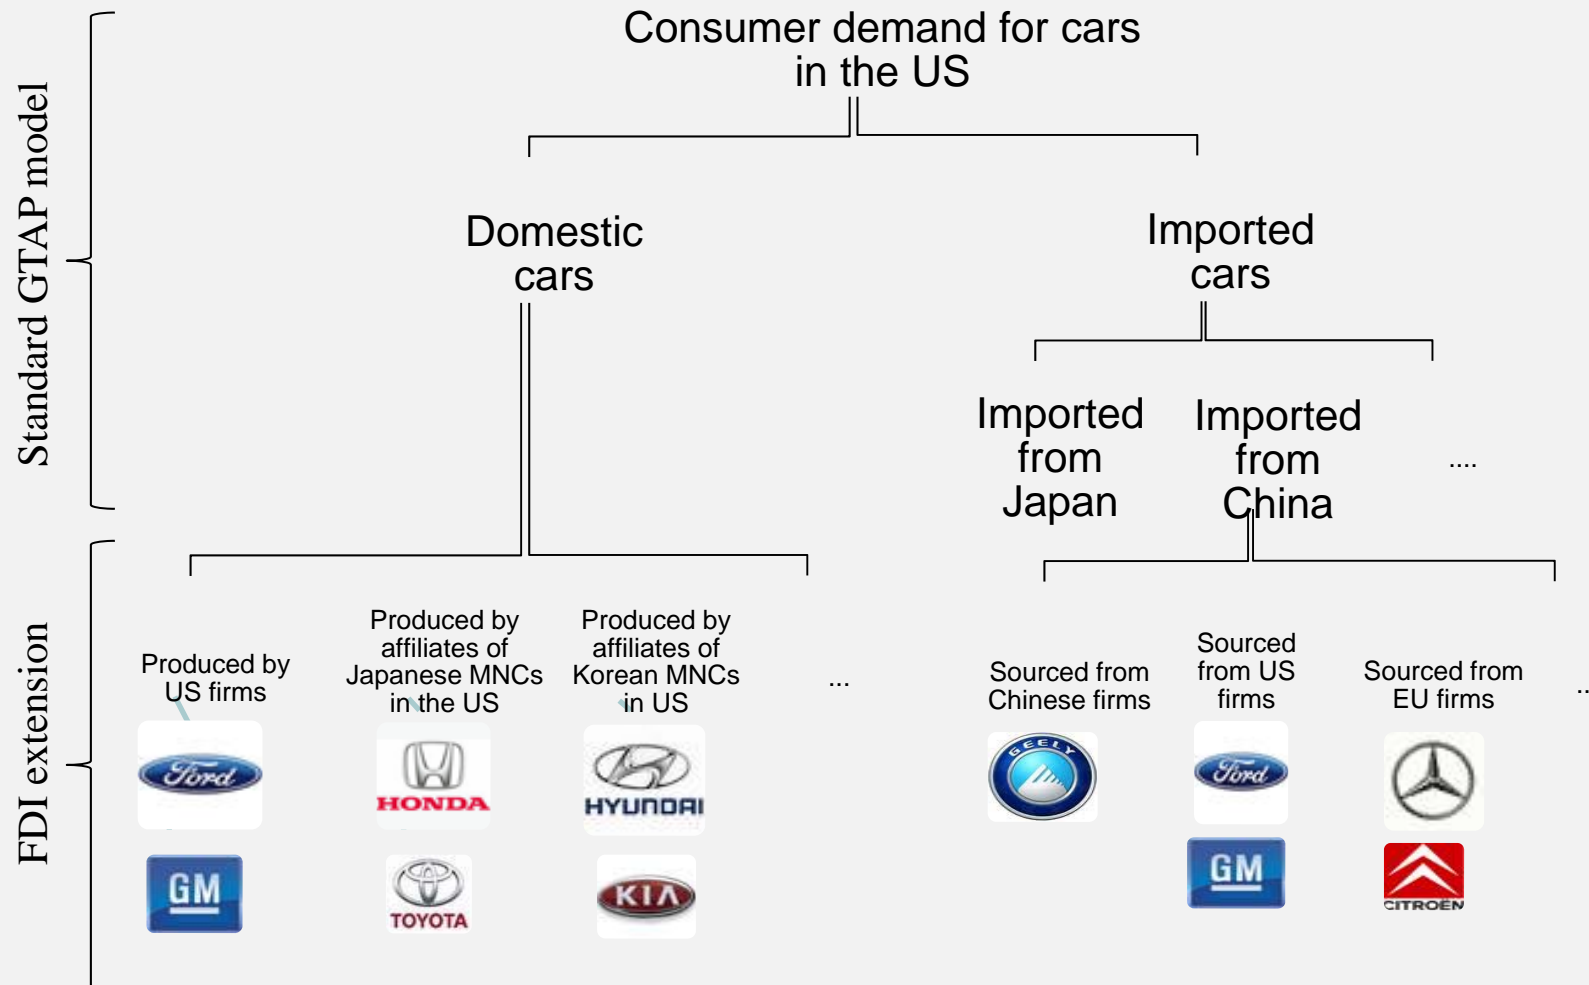 Consumer demand for cars
in the US
Standard GTAP model
Domestic
cars
Imported
cars
Imported
from
Japan
Imported
from
China
....
FDI extension
Produced by
US firms
Produced by
affiliates of
Japanese MNCs
in the US
Produced by
affiliates of
Korean MNCs
in US
...
Sourced from
Chinese firms
Sourced
from US
firms
Sourced from
EU firms
..
Ford
HONDA
HYUNDAI
GEELY
Ford
GM
TOYOTA
KIA
GM
CITROËN